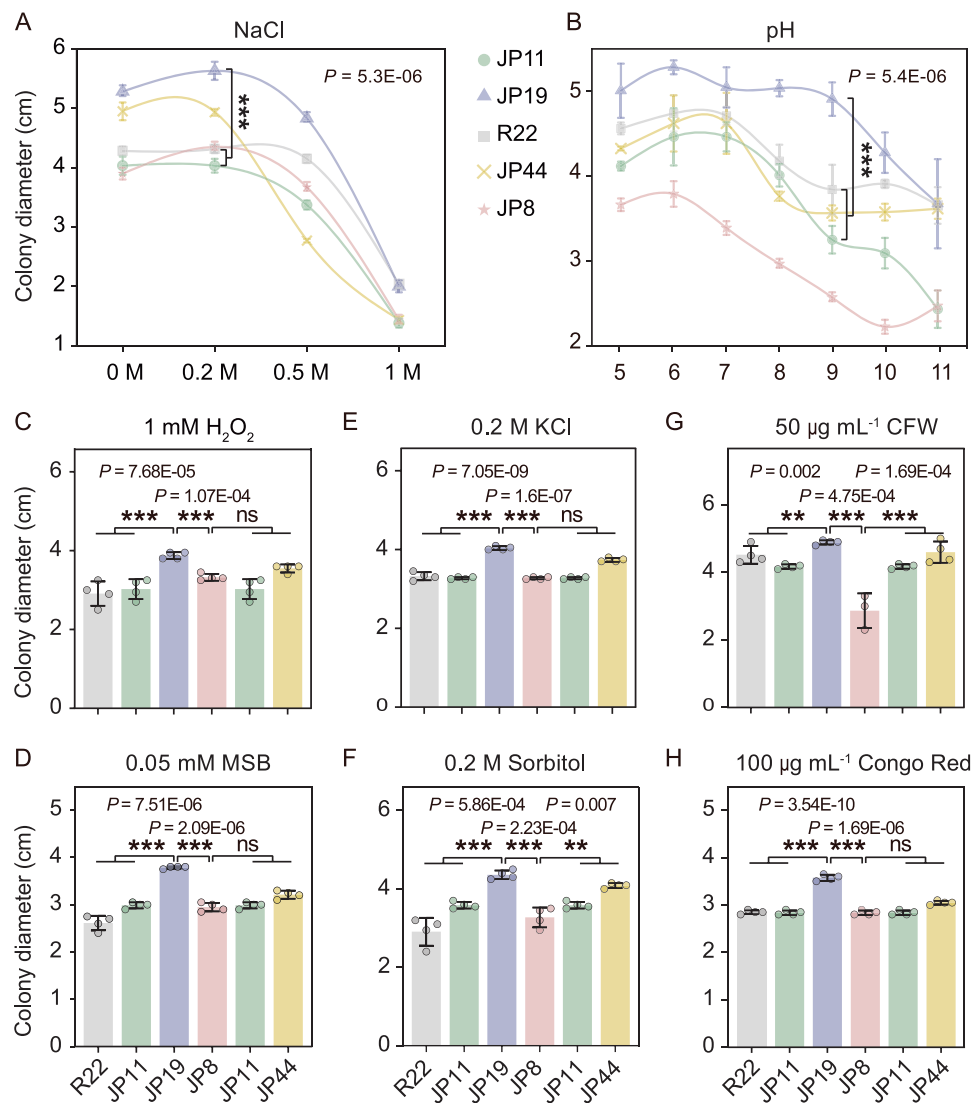 A
NaCl
P = 5.3E-06
***
Colony diameter (cm)
6
5
4
3
2
1
0 M
0.2 M
0.5 M
1 M
JP11
JP19
R22
JP44
JP8
B
pH
P = 5.4E-06
***
5
4
3
2
5
6
7
8
9
10
11
C
1 mM H₂O₂
P = 7.68E-05
P = 1.07E-04
*** *** ns
Colony diameter (cm)
6
4
2
0
E
0.2 M KCl
P = 7.05E-09
P = 1.6E-07
*** *** ns
6
4
2
0
G
50 µg mL⁻¹ CFW
P = 0.002
P = 1.69E-04
P = 4.75E-04
** *** ***
6
4
2
0
D
0.05 mM MSB
P = 7.51E-06
P = 2.09E-06
*** *** ns
Colony diameter (cm)
5
4
3
2
1
0
R22
JP11
JP19
JP8
JP11
JP44
F
0.2 M Sorbitol
P = 5.86E-04
P = 0.007
P = 2.23E-04
*** *** **
6
4
2
0
R22
JP11
JP19
JP8
JP11
JP44
H
100 µg mL⁻¹ Congo Red
P = 3.54E-10
P = 1.69E-06
*** *** ns
5
4
3
2
1
0
R22
JP11
JP19
JP8
JP11
JP44